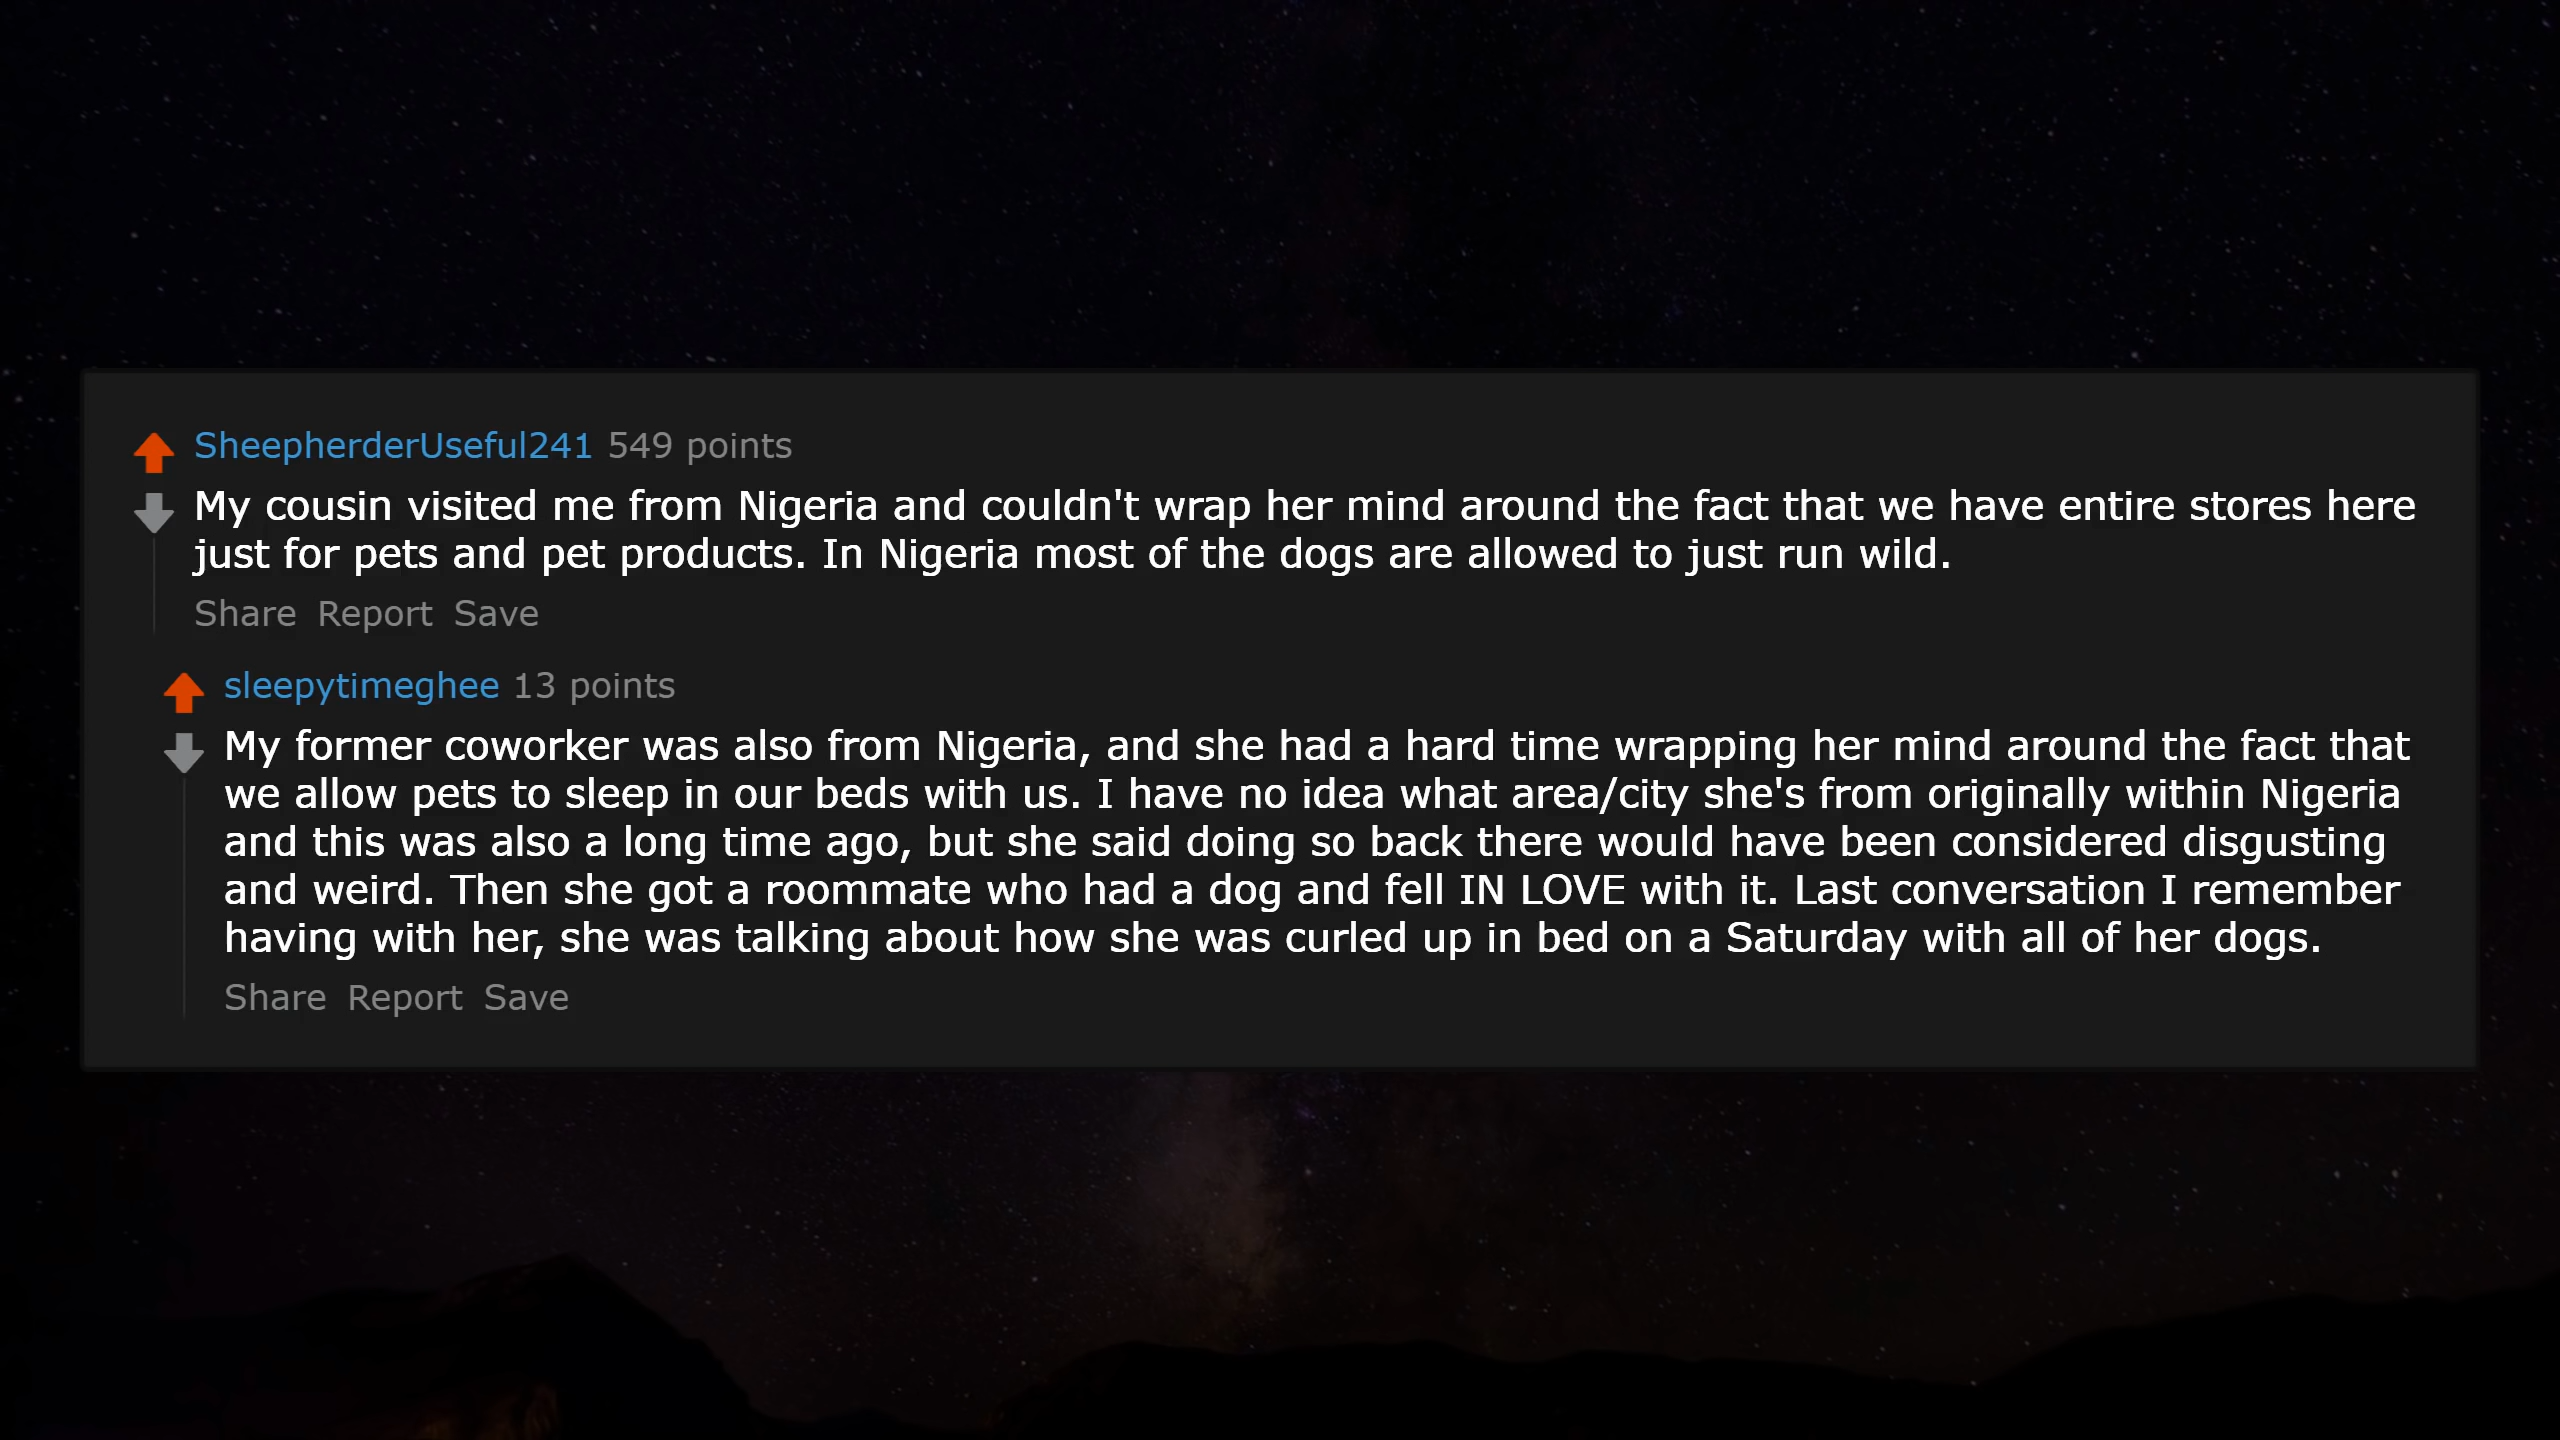 SheepherderUseful241 549 points
My cousin visited me from Nigeria and couldn't wrap her mind around the fact that we have entire stores here
just for pets and pet products. In Nigeria most of the dogs are allowed to just run wild.
Share Report Save
sleepytimeghee 13 points
My former coworker was also from Nigeria, and she had a hard time wrapping her mind around the fact that
we allow pets to sleep in our beds with us. I have no idea what area/city she's from originally within Nigeria
and this was also a long time ago, but she said doing so back there would have been considered disgusting
and weird. Then she got a roommate who had a dog and fell IN LOVE with it. Last conversation I remember
having with her, she was talking about how she was curled up in bed on a Saturday with all of her dogs.
Share Report Save